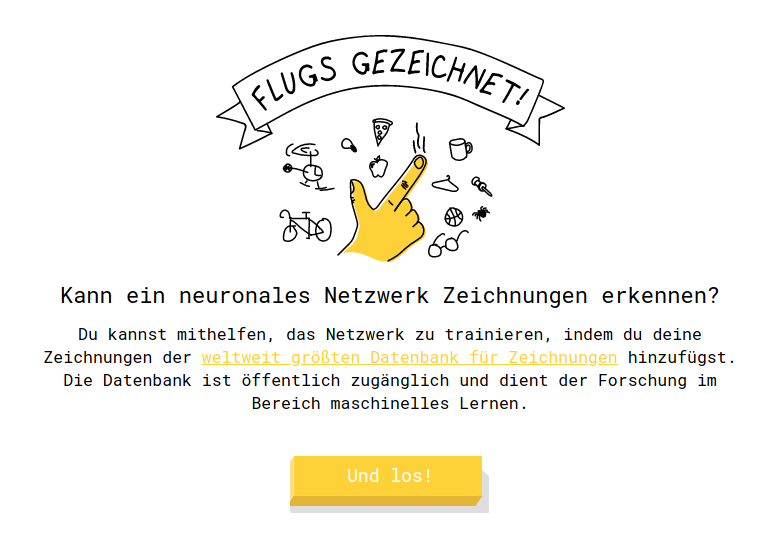 FLUGS GEZEICHNET!
Kann ein neuronales Netzwerk Zeichnungen erkennen?
Du kannst mithelfen, das Netzwerk zu trainieren, indem du deine
Zeichnungen der weltweit größten Datenbank für Zeichnungen hinzufügst.
Die Datenbank ist öffentlich zugänglich und dient der Forschung im
Bereich maschinelles Lernen.
Und los!